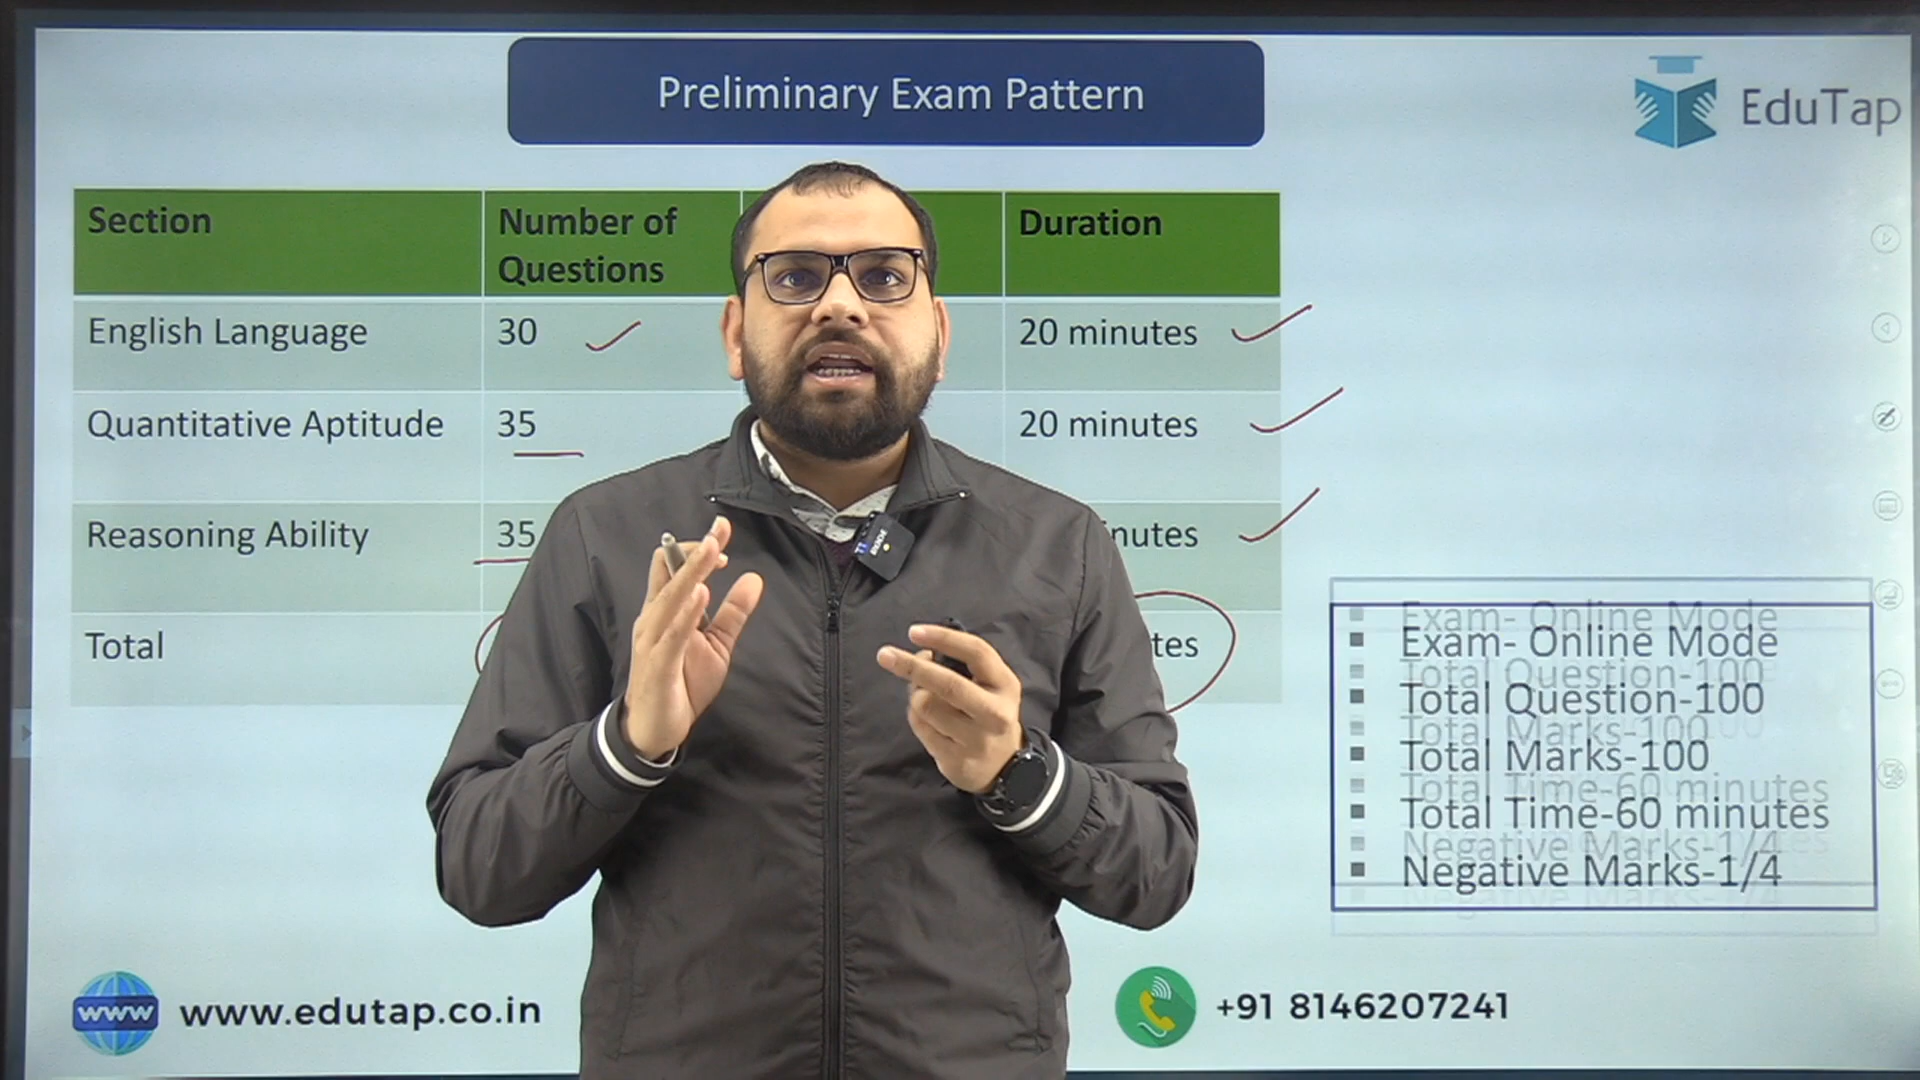 Preliminary Exam Pattern
EduTap
Section
Number of
Questions
Duration
English Language
30
20 minutes
Quantitative Aptitude
35
20 minutes
Reasoning Ability
35
Total
▪ Exam- Online Mode
▪ Total Question-100
▪ Total Marks-100
▪ Total Time-60 minutes
▪ Negative Marks-1/4
www
www.edutap.co.in
+91 8146207241